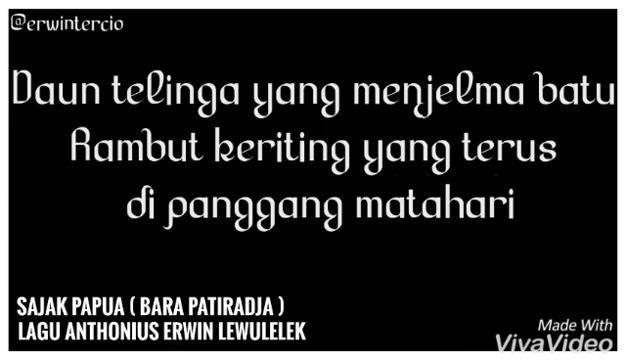 @erwintercio
Daun telinga yang menjelma batu
Rambut keriting yang terus
di panggang matahari
SAJAK PAPUA ( BARA PATIRADJA )
LAGU ANTHONIUS ERWIN LEWULELEK
Made With
VivaVideo